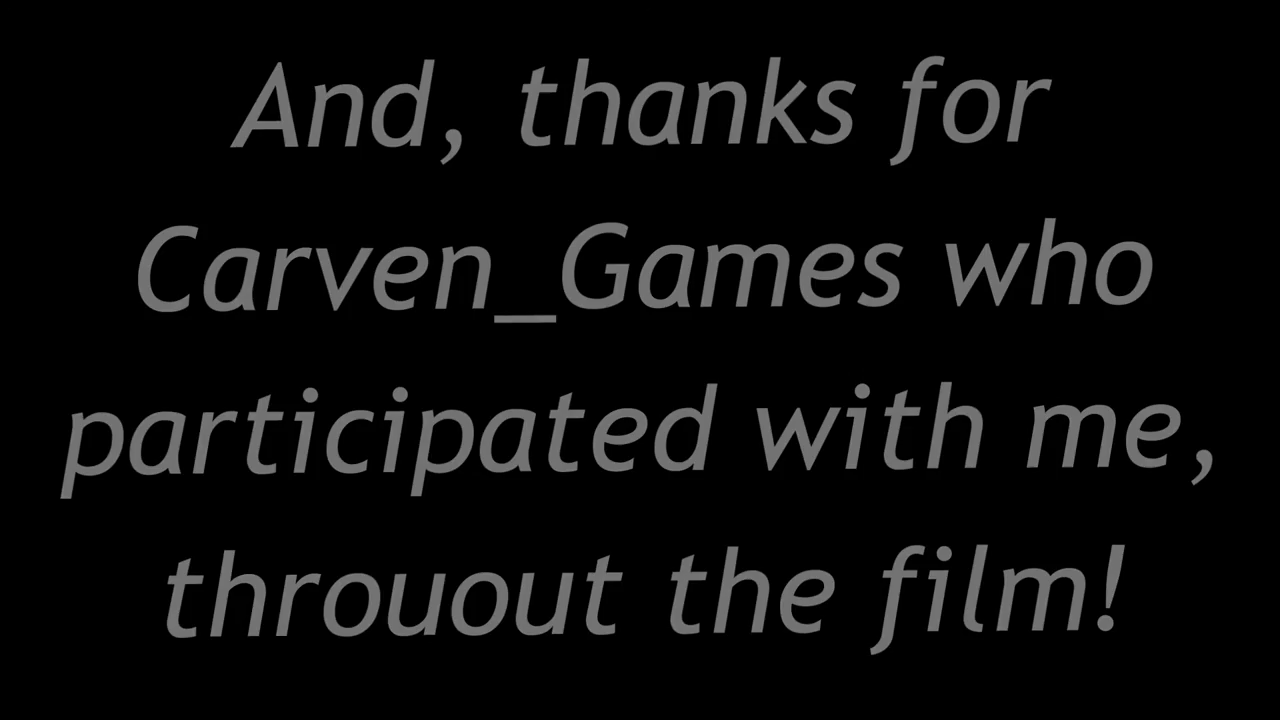 And, thanks for
Carven_Games who
participated with me,
throuout the film!